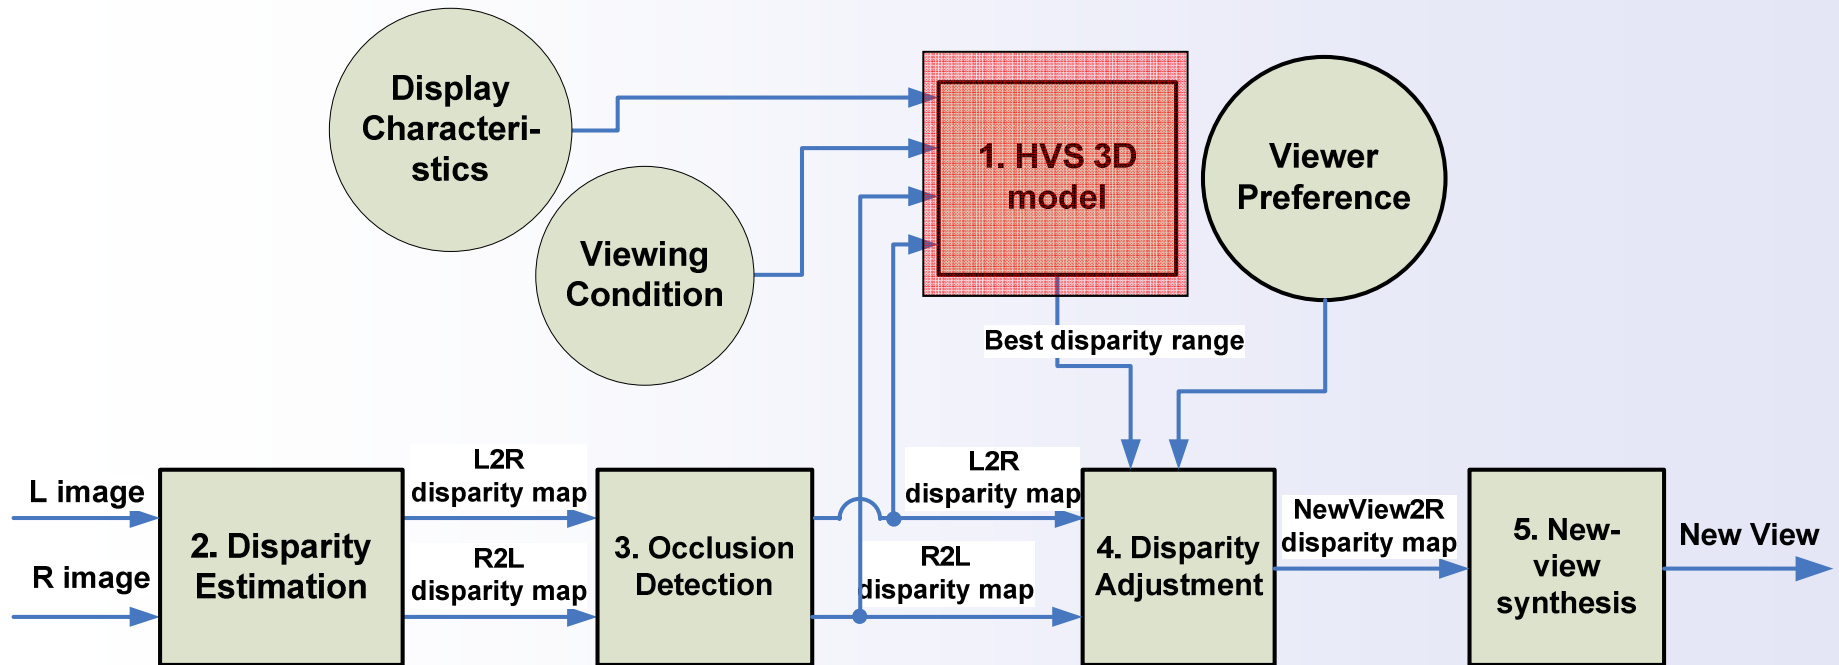 Display
Characteri-
stics
1. HVS 3D
model
Viewer
Preference
Viewing
Condition
Best disparity range
L image
R image
2. Disparity
Estimation
L2R
disparity map
R2L
disparity map
3. Occlusion
Detection
L2R
disparity map
R2L
disparity map
4. Disparity
Adjustment
NewView2R
disparity map
5. New-
view
synthesis
New View